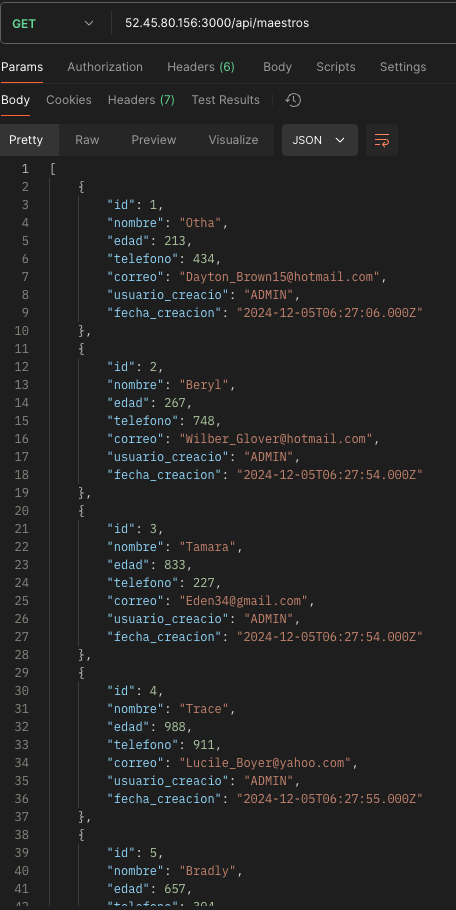 GET 52.45.80.156:3000/api/maestros
Params Authorization Headers (6) Body Scripts Settings
Body Cookies Headers (7) Test Results
Pretty Raw Preview Visualize JSON
1 [
2 {
3 "id": 1,
4 "nombre": "Otha",
5 "edad": 213,
6 "telefono": 434,
7 "correo": "Dayton_Brown15@hotmail.com",
8 "usuario_creacio": "ADMIN",
9 "fecha_creacion": "2024-12-05T06:27:06.000Z"
10 },
11 {
12 "id": 2,
13 "nombre": "Beryl",
14 "edad": 267,
15 "telefono": 748,
16 "correo": "Wilber_Glover@hotmail.com",
17 "usuario_creacio": "ADMIN",
18 "fecha_creacion": "2024-12-05T06:27:54.000Z"
19 },
20 {
21 "id": 3,
22 "nombre": "Tamara",
23 "edad": 833,
24 "telefono": 227,
25 "correo": "Eden34@gmail.com",
26 "usuario_creacio": "ADMIN",
27 "fecha_creacion": "2024-12-05T06:27:54.000Z"
28 },
29 {
30 "id": 4,
31 "nombre": "Trace",
32 "edad": 988,
33 "telefono": 911,
34 "correo": "Lucile_Boyer@yahoo.com",
35 "usuario_creacio": "ADMIN",
36 "fecha_creacion": "2024-12-05T06:27:55.000Z"
37 },
38 {
39 "id": 5,
40 "nombre": "Bradly",
41 "edad": 657,
42 "telefono": 304,